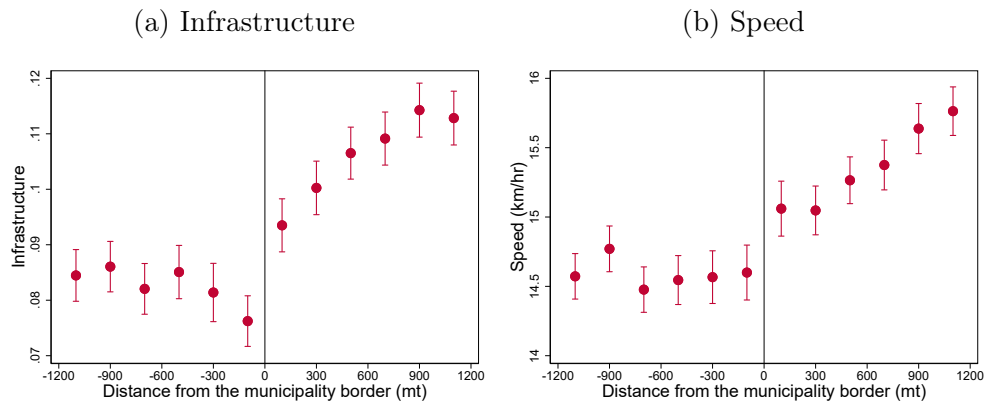 (a) Infrastructure
Infrastructure
.12
.11
.1
.09
.08
.07
-1200 -900 -600 -300 0 300 600 900 1200
Distance from the municipality border (mt)
(b) Speed
Speed (km/hr)
16
15.5
15
14.5
14
-1200 -900 -600 -300 0 300 600 900 1200
Distance from the municipality border (mt)